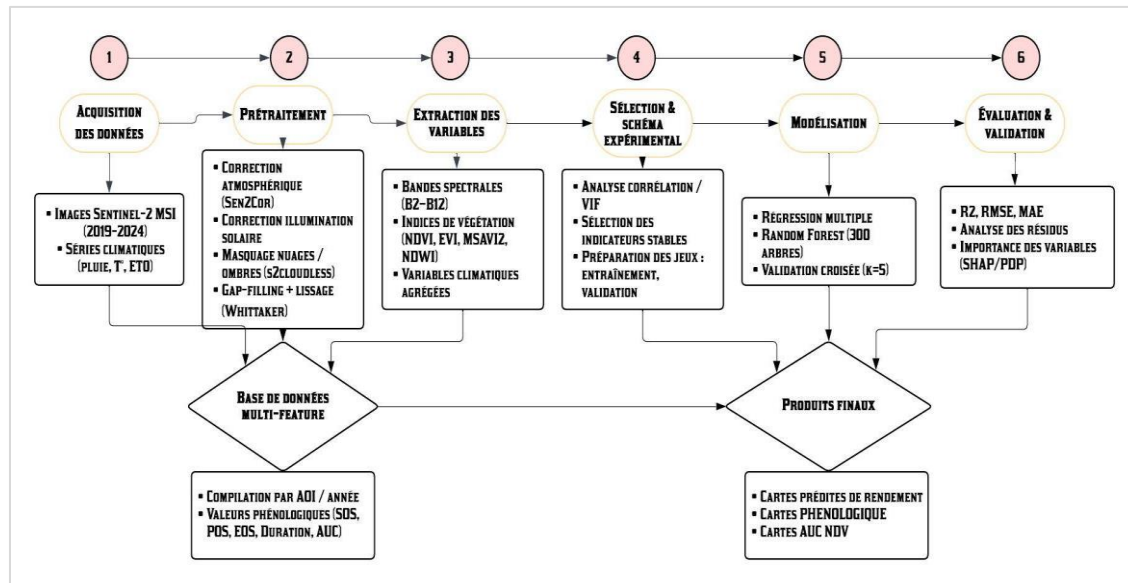 1
2
3
4
5
6
Acquisition
des données
Prétraitement
Extraction des
variables
Sélection &
schéma
expérimental
Modélisation
Évaluation &
validation
▪ Images Sentinel-2 MSI
(2019-2024)
▪ Séries climatiques
(pluie, T°, ET0)
▪ Correction
atmosphérique
(Sen2Cor)
▪ Correction illumination
solaire
▪ Masquage nuages /
ombres (s2cloudless)
▪ Gap-filling + lissage
(Whittaker)
▪ Bandes spectrales
(B2-B12)
▪ Indices de végétation
(NDVI, EVI, MSAVI2,
NDWI)
▪ Variables climatiques
agrégées
▪ Analyse corrélation /
VIF
▪ Sélection des
indicateurs stables
▪ Préparation des jeux :
entraînement,
validation
▪ Régression multiple
▪ Random Forest (300
arbres)
▪ Validation croisée (k=5)
▪ R2, RMSE, MAE
▪ Analyse des résidus
▪ Importance des variables
(SHAP/PDP)
Base de données
multi-feature
Produits finaux
▪ Compilation par AOI / année
▪ Valeurs phénologiques (SOS,
POS, EOS, Duration, AUC)
▪ Cartes prédites de rendement
▪ Cartes PHENOLOGIQUE
▪ Cartes AUC NDV